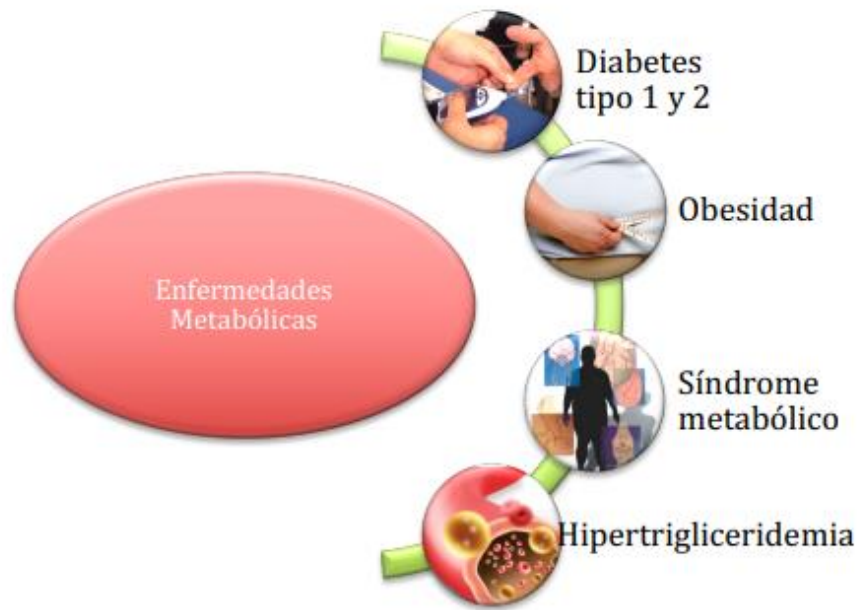 Diabetes
tipo 1 y 2
Obesidad
Enfermedades
Metabólicas
Síndrome
metabólico
Hipertrigliceridemia